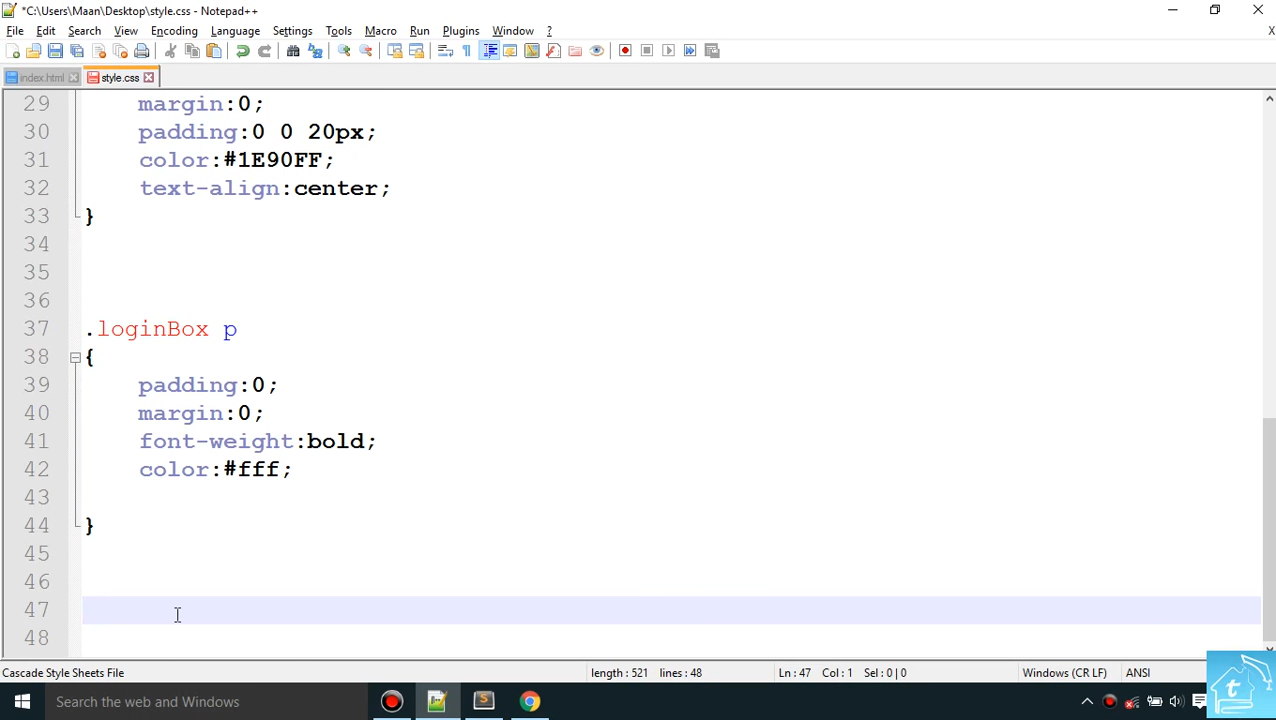 *C:\Users\Maan\Desktop\style.css - Notepad++
File Edit Search View Encoding Language Settings Tools Macro Run Plugins Window ? X
index.html style.css
29 margin:0;
30 padding:0 0 20px;
31 color:#1E90FF;
32 text-align:center;
33 }
34
35
36
37 .loginBox p
38 {
39 padding:0;
40 margin:0;
41 font-weight:bold;
42 color:#fff;
43
44 }
45
46
47
48
Cascade Style Sheets File length : 521 lines : 48 Ln : 47 Col : 1 Sel : 0 | 0 Windows (CR LF) ANSI
Search the web and Windows